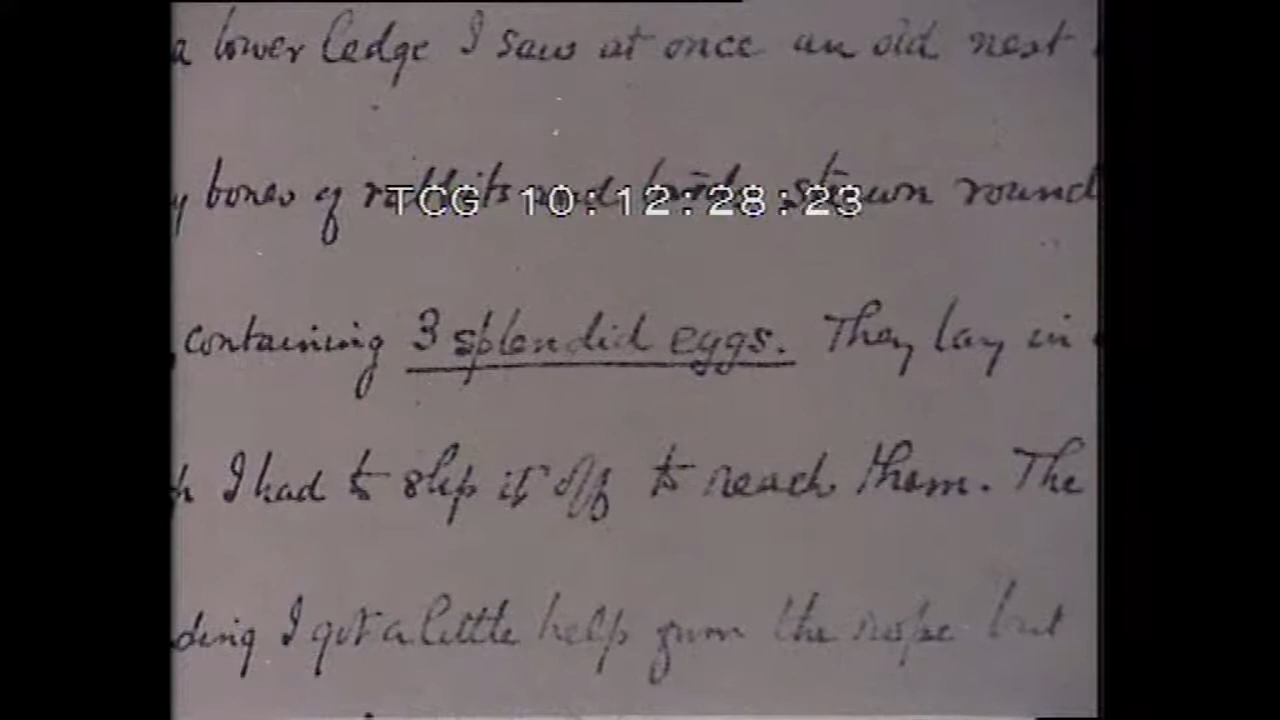 a lower ledge I saw at once an old nest
y bones of rabbits and birds strewn round
TCG 10:12:28:23
containing 3 splendid eggs. They lay in
h I had to slip it off to reach them. The
ding I got a little help from the rope but